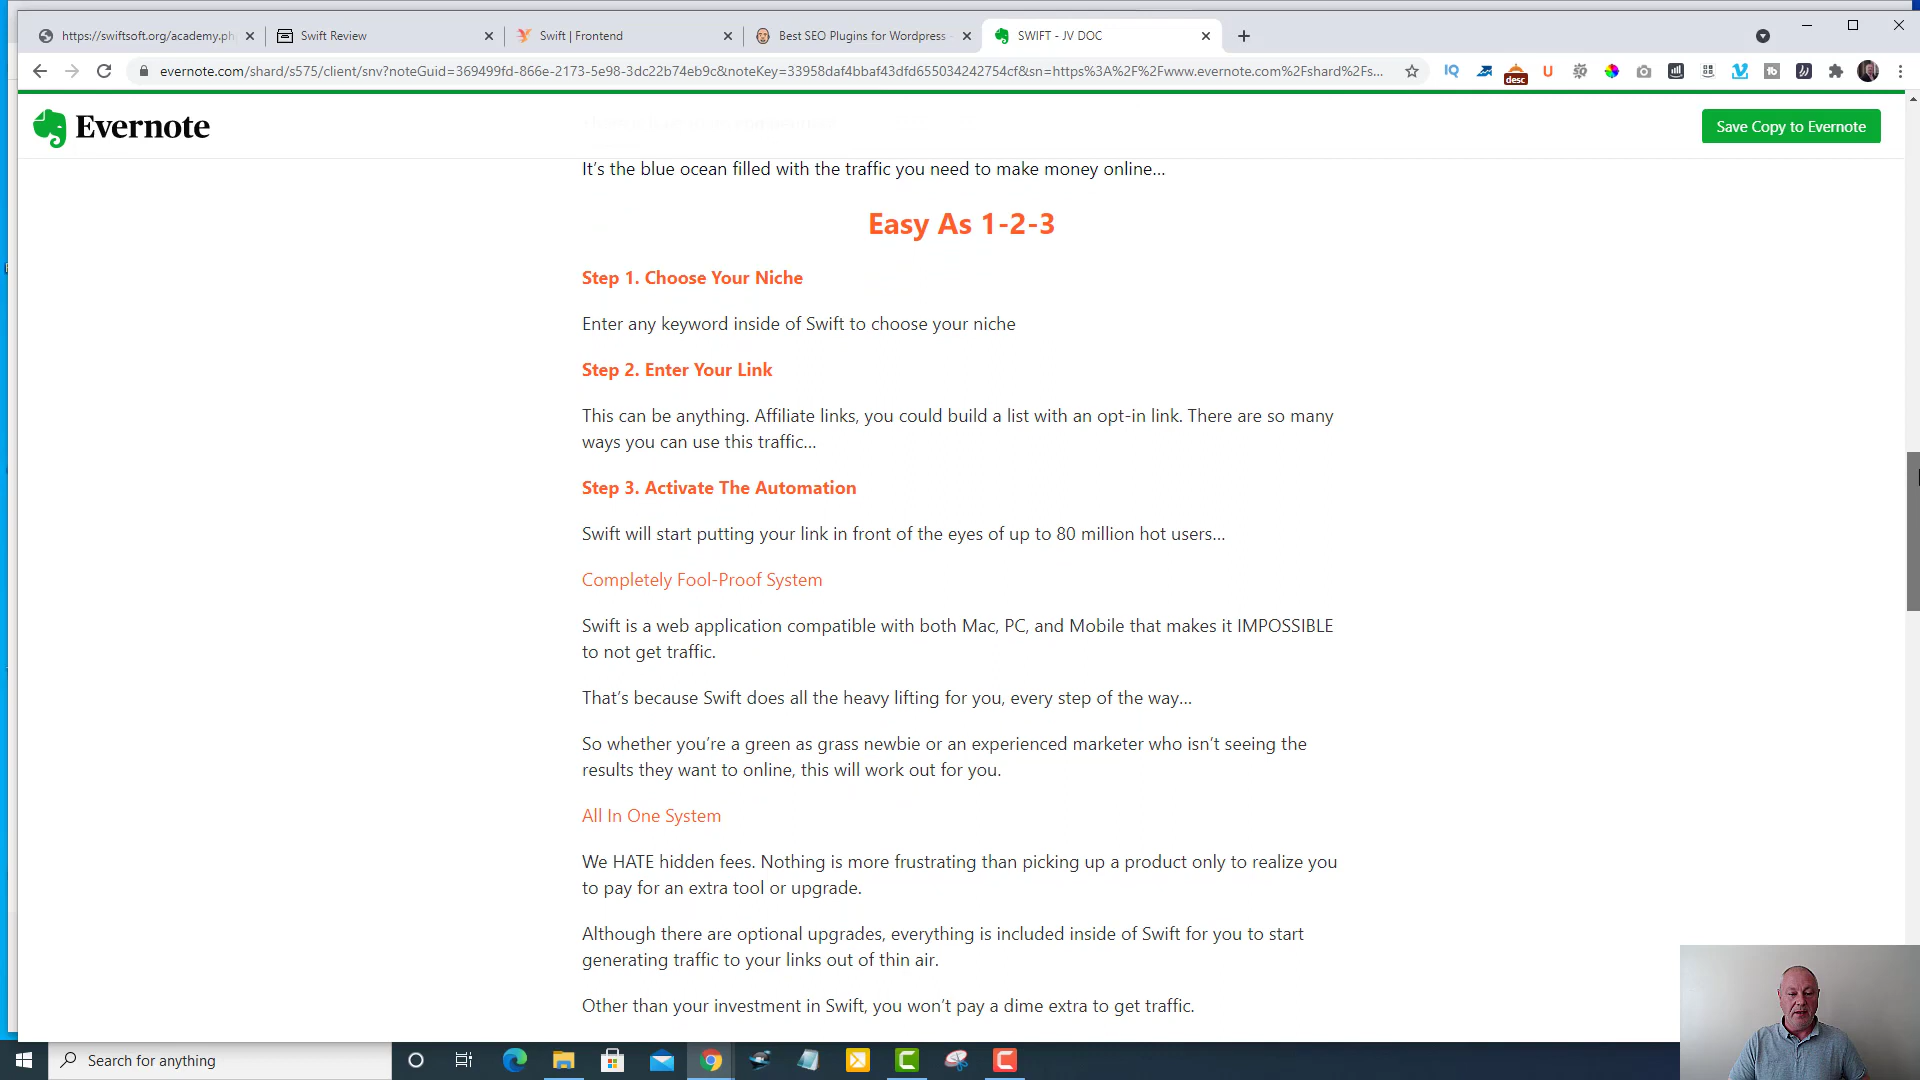 https://swiftsoft.org/academy.ph
Swift Review
Swift | Frontend
Best SEO Plugins for Wordpress -
SWIFT - JV DOC
evernote.com/shard/s575/client/snv?noteGuid=369499fd-866e-2173-5e98-3dc22b74eb9c&noteKey=33958daf4bbaf43dfd655034242754cf&sn=https%3A%2F%2Fwww.evernote.com%2Fshard%2Fs...
IQ
desc
U
Evernote
Save Copy to Evernote
It's the blue ocean filled with the traffic you need to make money online...
Easy As 1-2-3
Step 1. Choose Your Niche
Enter any keyword inside of Swift to choose your niche
Step 2. Enter Your Link
This can be anything. Affiliate links, you could build a list with an opt-in link. There are so many
ways you can use this traffic...
Step 3. Activate The Automation
Swift will start putting your link in front of the eyes of up to 80 million hot users...
Completely Fool-Proof System
Swift is a web application compatible with both Mac, PC, and Mobile that makes it IMPOSSIBLE
to not get traffic.
That's because Swift does all the heavy lifting for you, every step of the way...
So whether you're a green as grass newbie or an experienced marketer who isn't seeing the
results they want to online, this will work out for you.
All In One System
We HATE hidden fees. Nothing is more frustrating than picking up a product only to realize you
to pay for an extra tool or upgrade.
Although there are optional upgrades, everything is included inside of Swift for you to start
generating traffic to your links out of thin air.
Other than your investment in Swift, you won't pay a dime extra to get traffic.
Search for anything